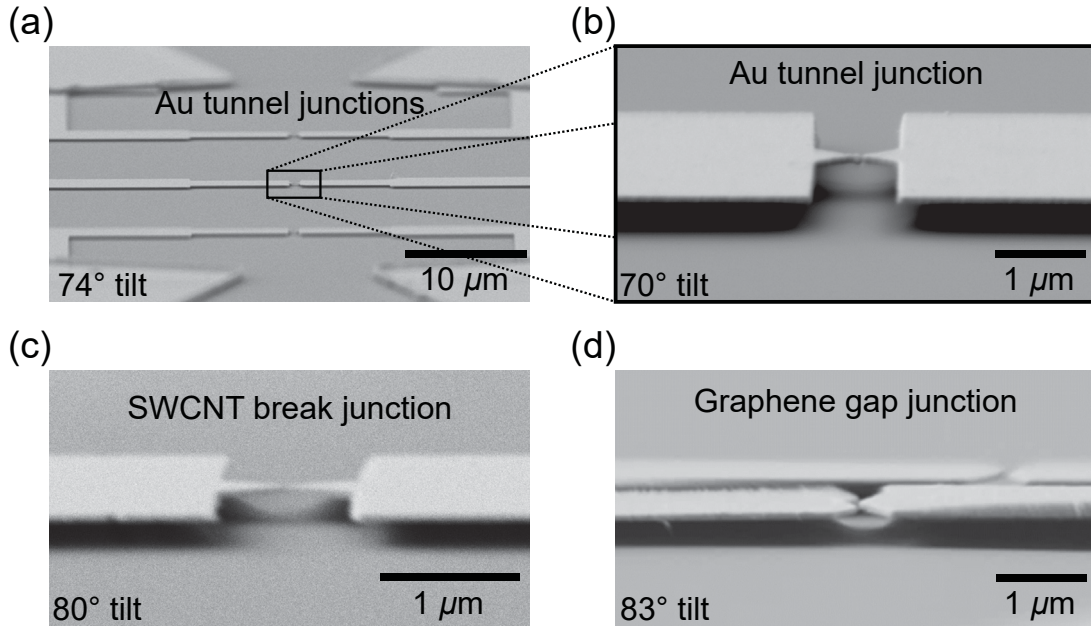 (a)
Au tunnel junctions
10 µm
74° tilt
(b)
Au tunnel junction
1 µm
70° tilt
(c)
SWCNT break junction
1 µm
80° tilt
(d)
Graphene gap junction
1 µm
83° tilt